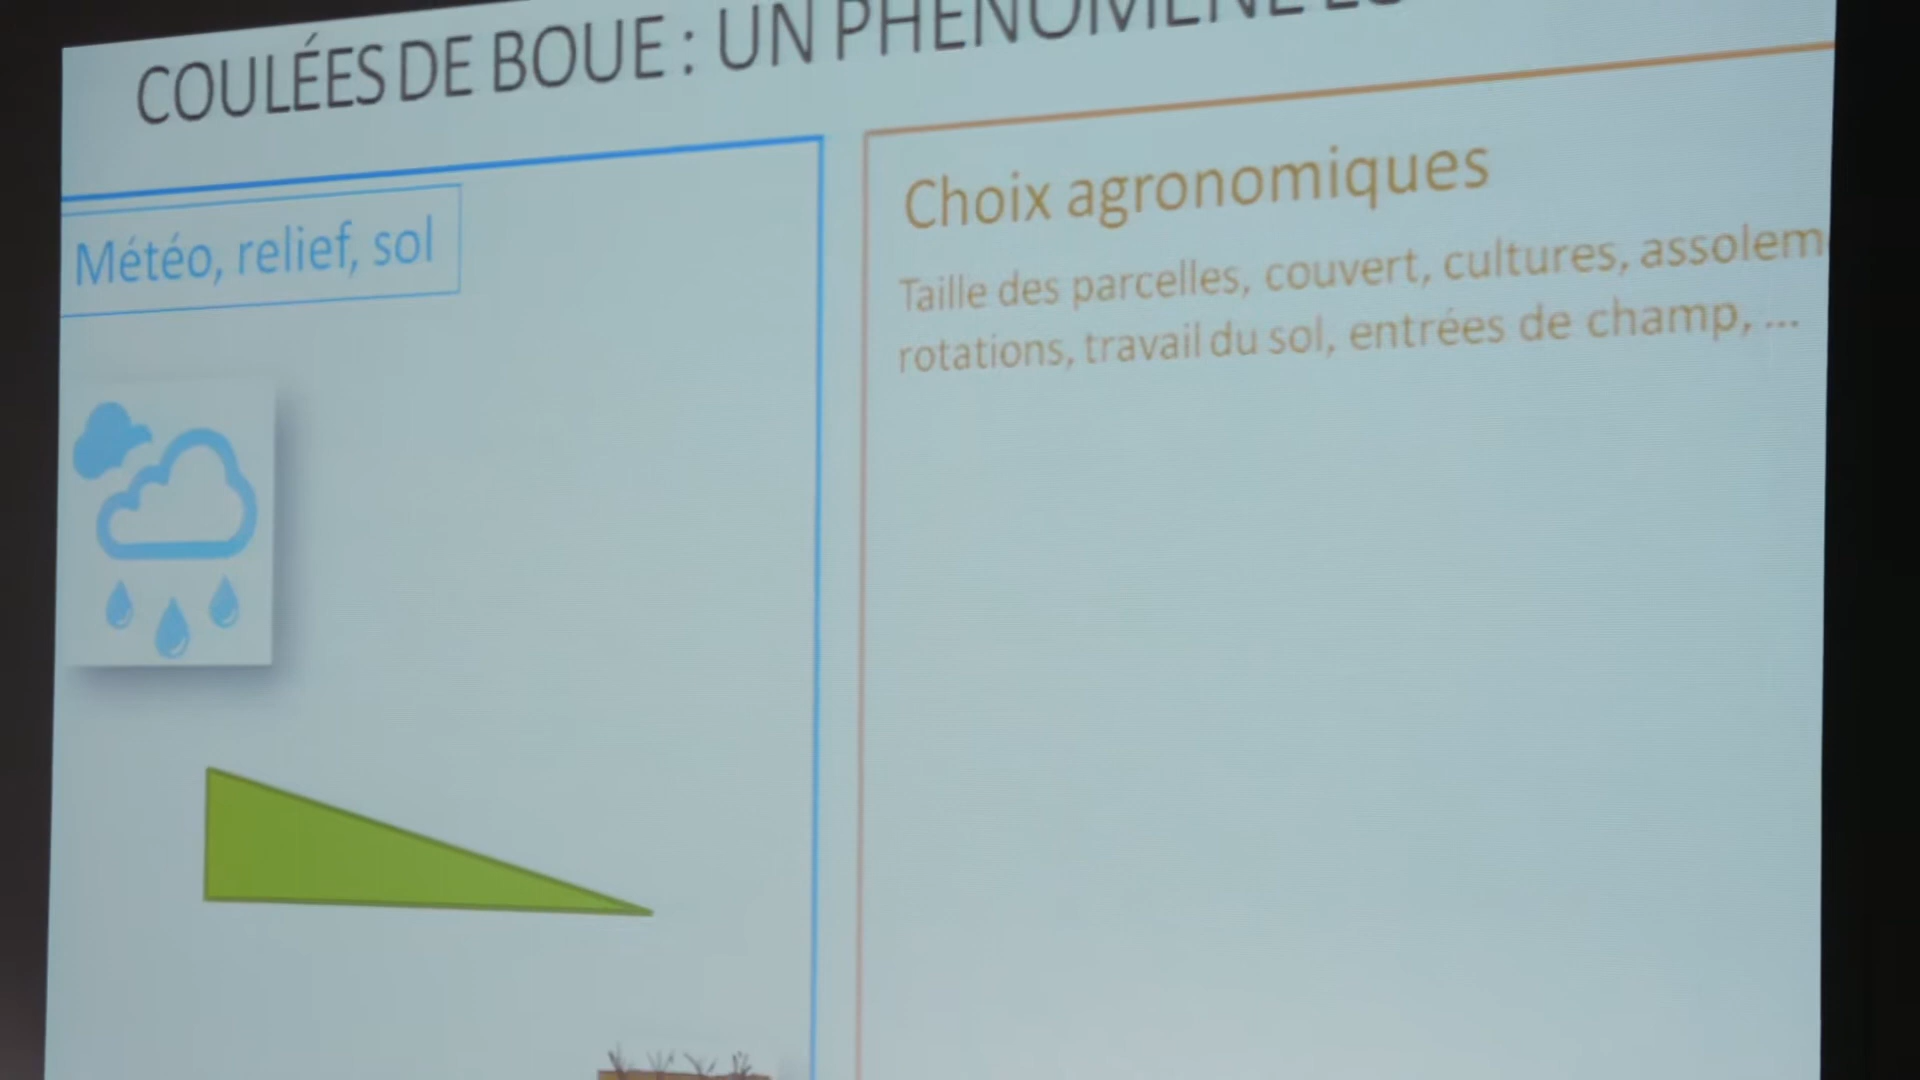 COULÉES DE BOUE : UN PHÉNOMÈNE
Météo, relief, sol
Choix agronomiques
Taille des parcelles, couvert, cultures, assolem
rotations, travail du sol, entrées de champ, ...